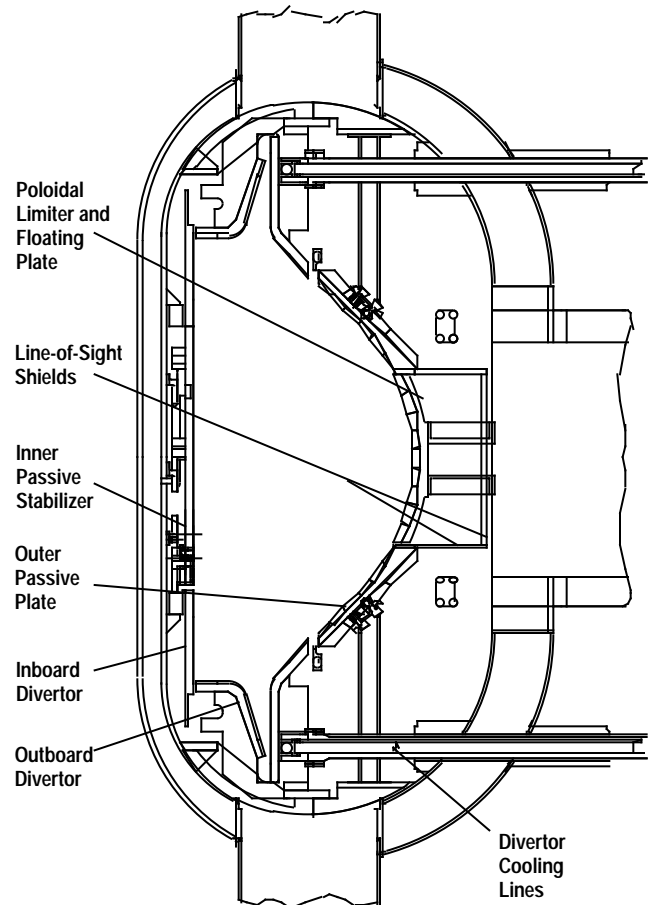 Poloidal
Limiter and
Floating
Plate
Line-of-Sight
Shields
Inner
Passive
Stabilizer
Outer
Passive
Plate
Inboard
Divertor
Outboard
Divertor
Divertor
Cooling
Lines